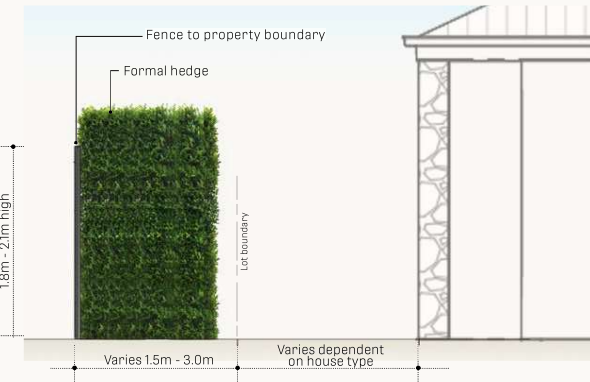 Fence to property boundary
Formal hedge
1.8m - 2.1m high
Lot boundary
Varies 1.5m - 3.0m
Varies dependent
on house type